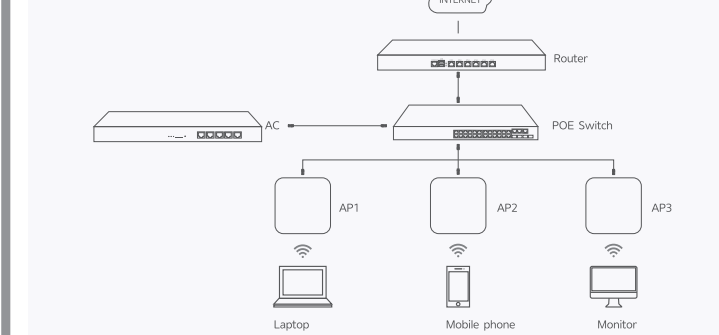 INTERNET
Router
AC
POE Switch
AP1
AP2
AP3
Laptop
Mobile phone
Monitor